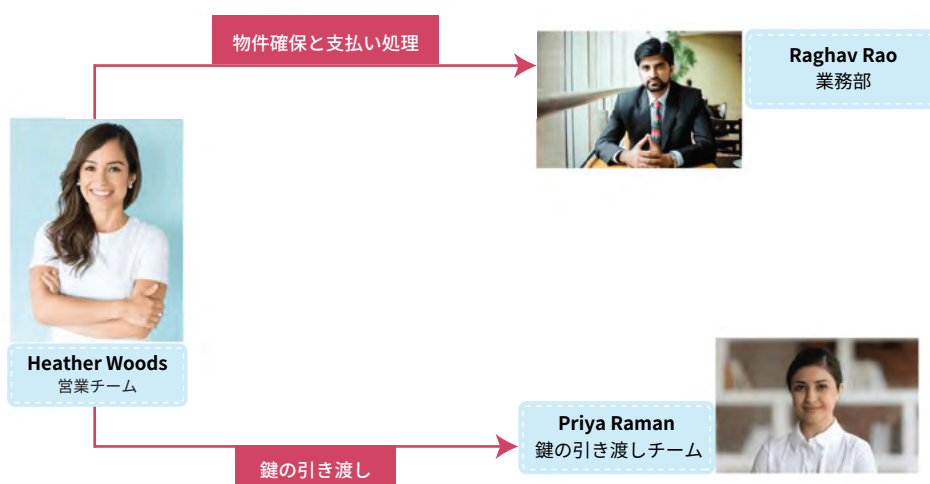 物件確保と支払い処理
Raghav Rao
業務部
Heather Woods
営業チーム
Priya Raman
鍵の引き渡しチーム
鍵の引き渡し